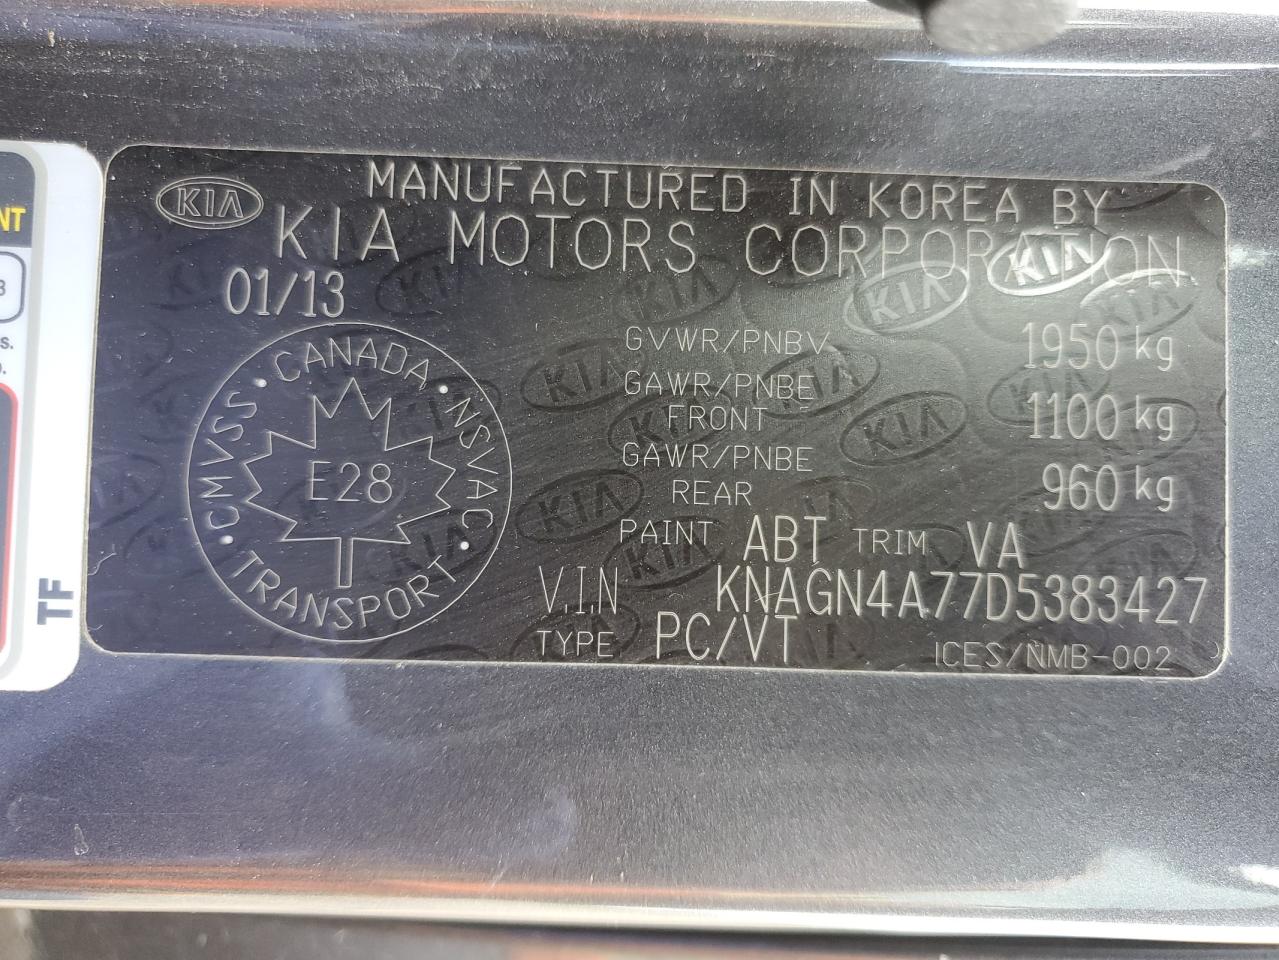 MANUFACTURED IN KOREA BY
KIA
KIA MOTORS CORPORATION
01/13
GVWR/PNBV 1950 kg
GAWR/PNBE
FRONT 1100 kg
GAWR/PNBE
REAR 960 kg
PAINT ABT TRIM VA
V.I.N KNAGN4A77D5383427
TYPE PC/VT ICES/NMB-002
CANADA
NSVAC
TRANSPORT
CMVSS
E28
NT
s.
TF